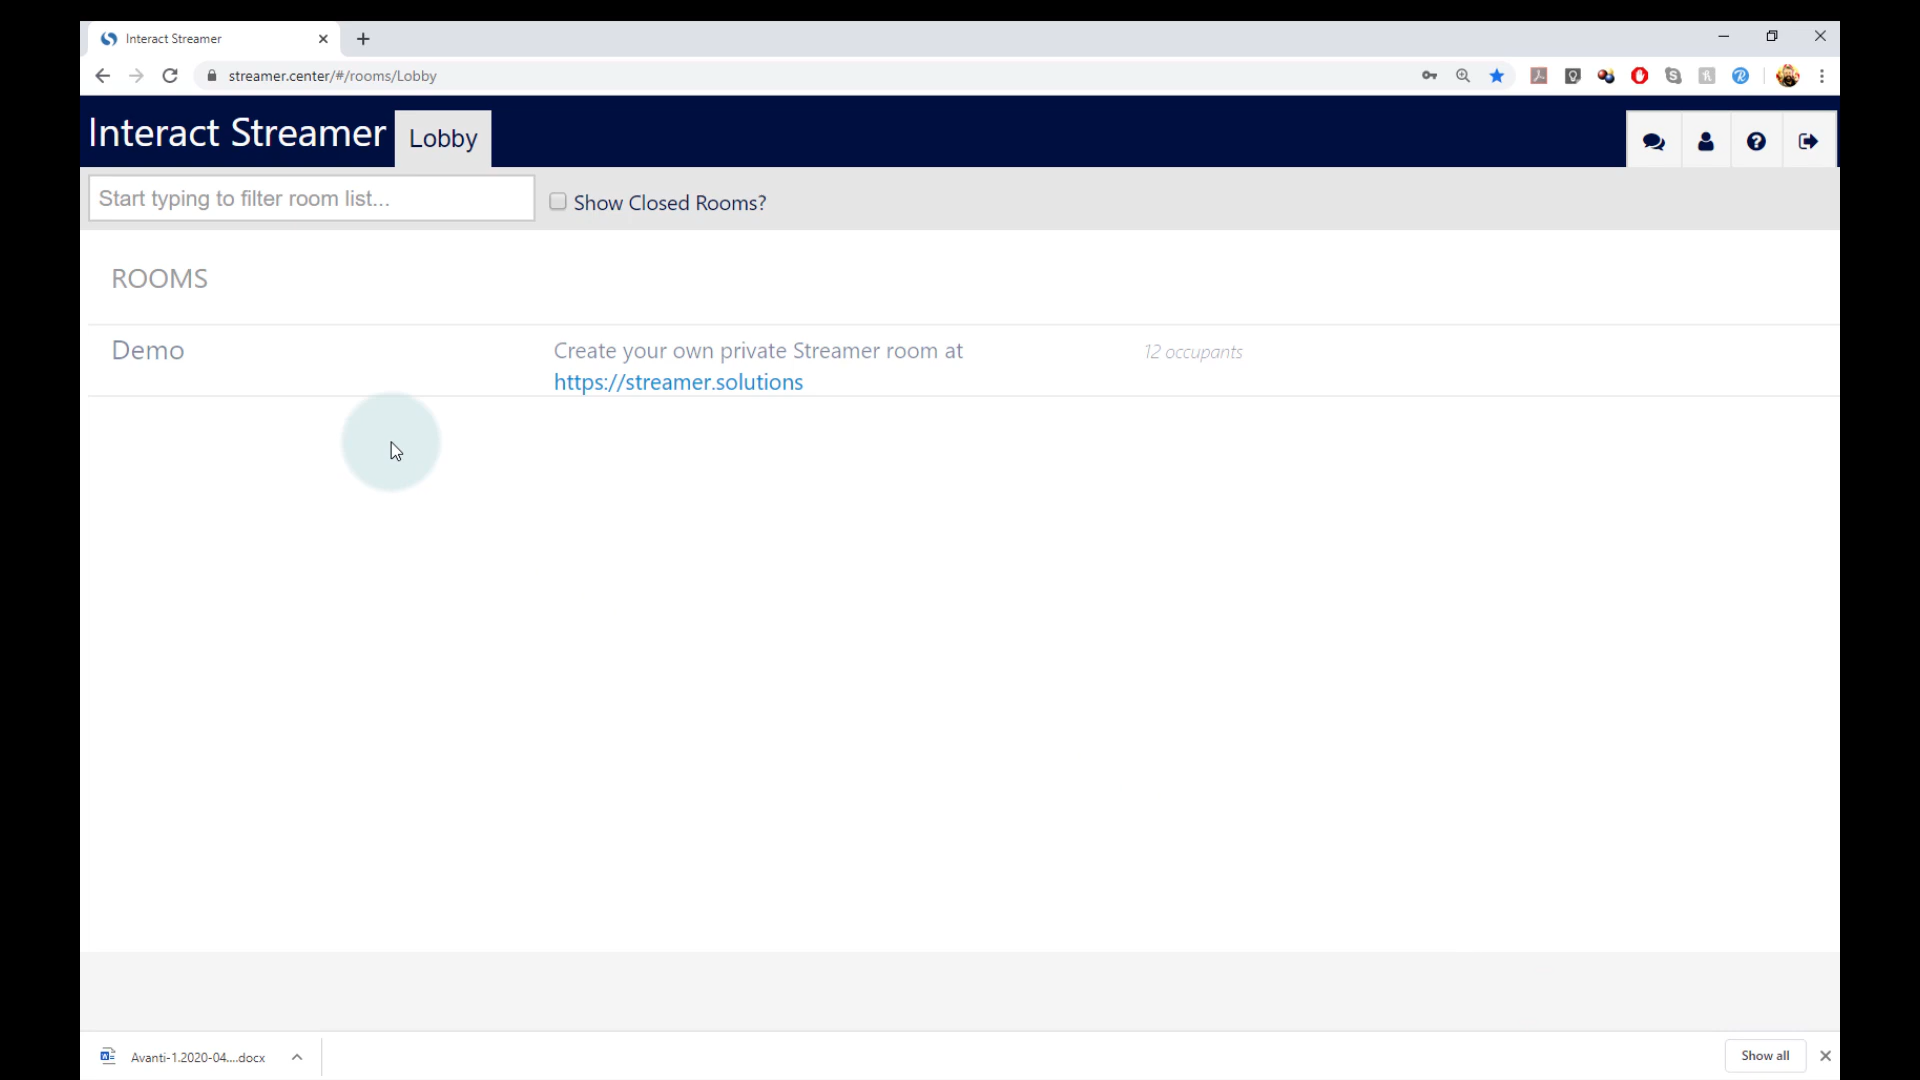 Interact Streamer
streamer.center/#/rooms/Lobby
Interact Streamer
Lobby
Start typing to filter room list...
Show Closed Rooms?
ROOMS
Demo
Create your own private Streamer room at
https://streamer.solutions
12 occupants
Avanti-1.2020-04....docx
Show all